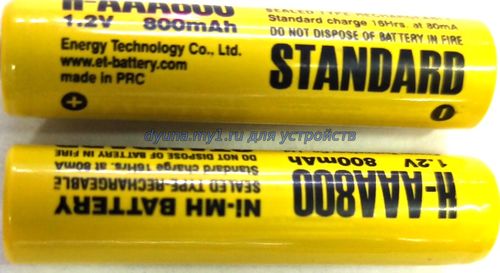 H-AAA800
1.2V 800mAh
Energy Technology Co., Ltd.
www.et-battery.com
made in PRC
SEALED TYPE-RECHARGEABLE
Standard charge 16Hrs. at 80mA
DO NOT DISPOSE OF BATTERY IN FIRE
STANDARD
dyuna.my1.ru для устройств
H-AAA800
1.2V 800mAh
Ni-MH BATTERY
SEALED TYPE-RECHARGEABLE
Standard charge 16Hrs at 80mA
DO NOT DISPOSE OF BATTERY IN FIRE